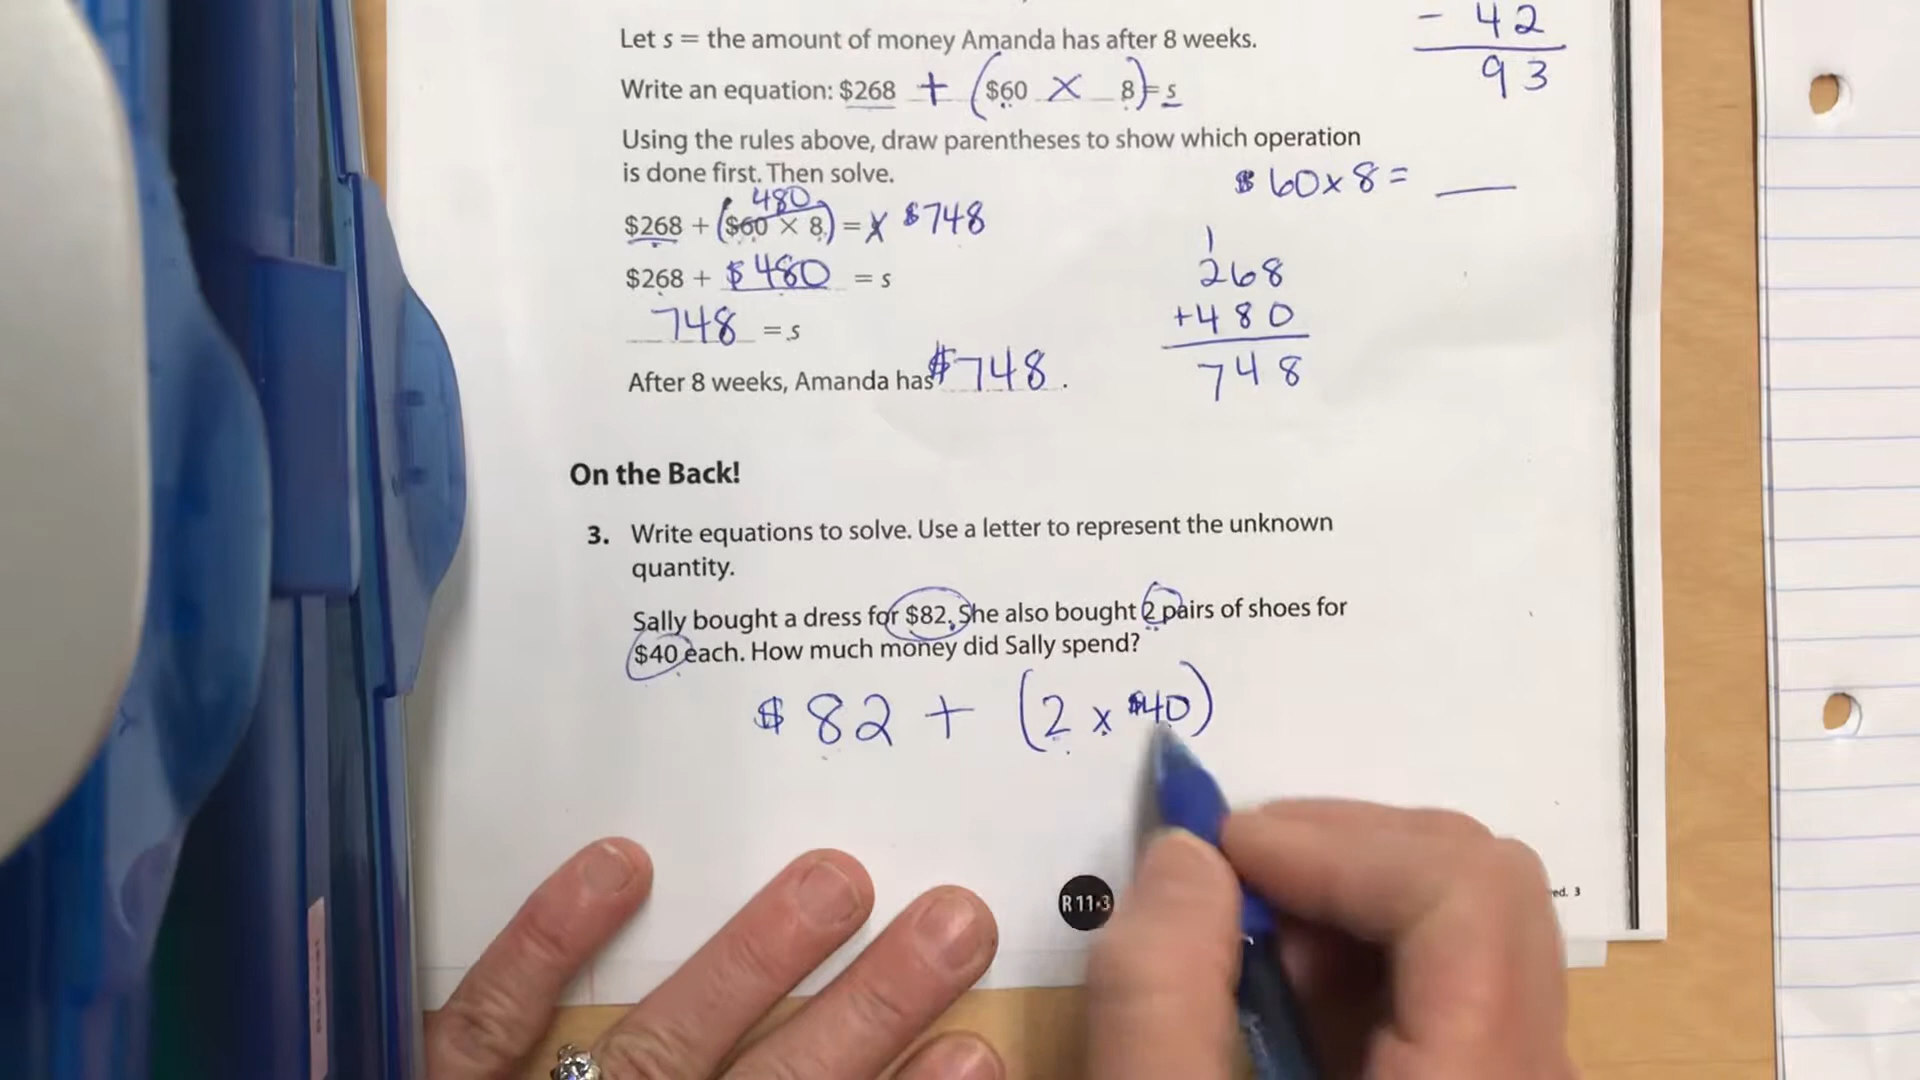 - 42
93
Let s = the amount of money Amanda has after 8 weeks.
Write an equation: $268 + ($60 X 8) = s
Using the rules above, draw parentheses to show which operation
is done first. Then solve.
$60 x 8 = ___
480
$268 + ($60 × 8) = $748
$268 + $480 = s
748 = s
After 8 weeks, Amanda has $748.
1
268
+480
748
On the Back!
3. Write equations to solve. Use a letter to represent the unknown
quantity.
Sally bought a dress for $82. She also bought 2 pairs of shoes for
$40 each. How much money did Sally spend?
$82 + (2 x $40)
R 11·3
ed. 3